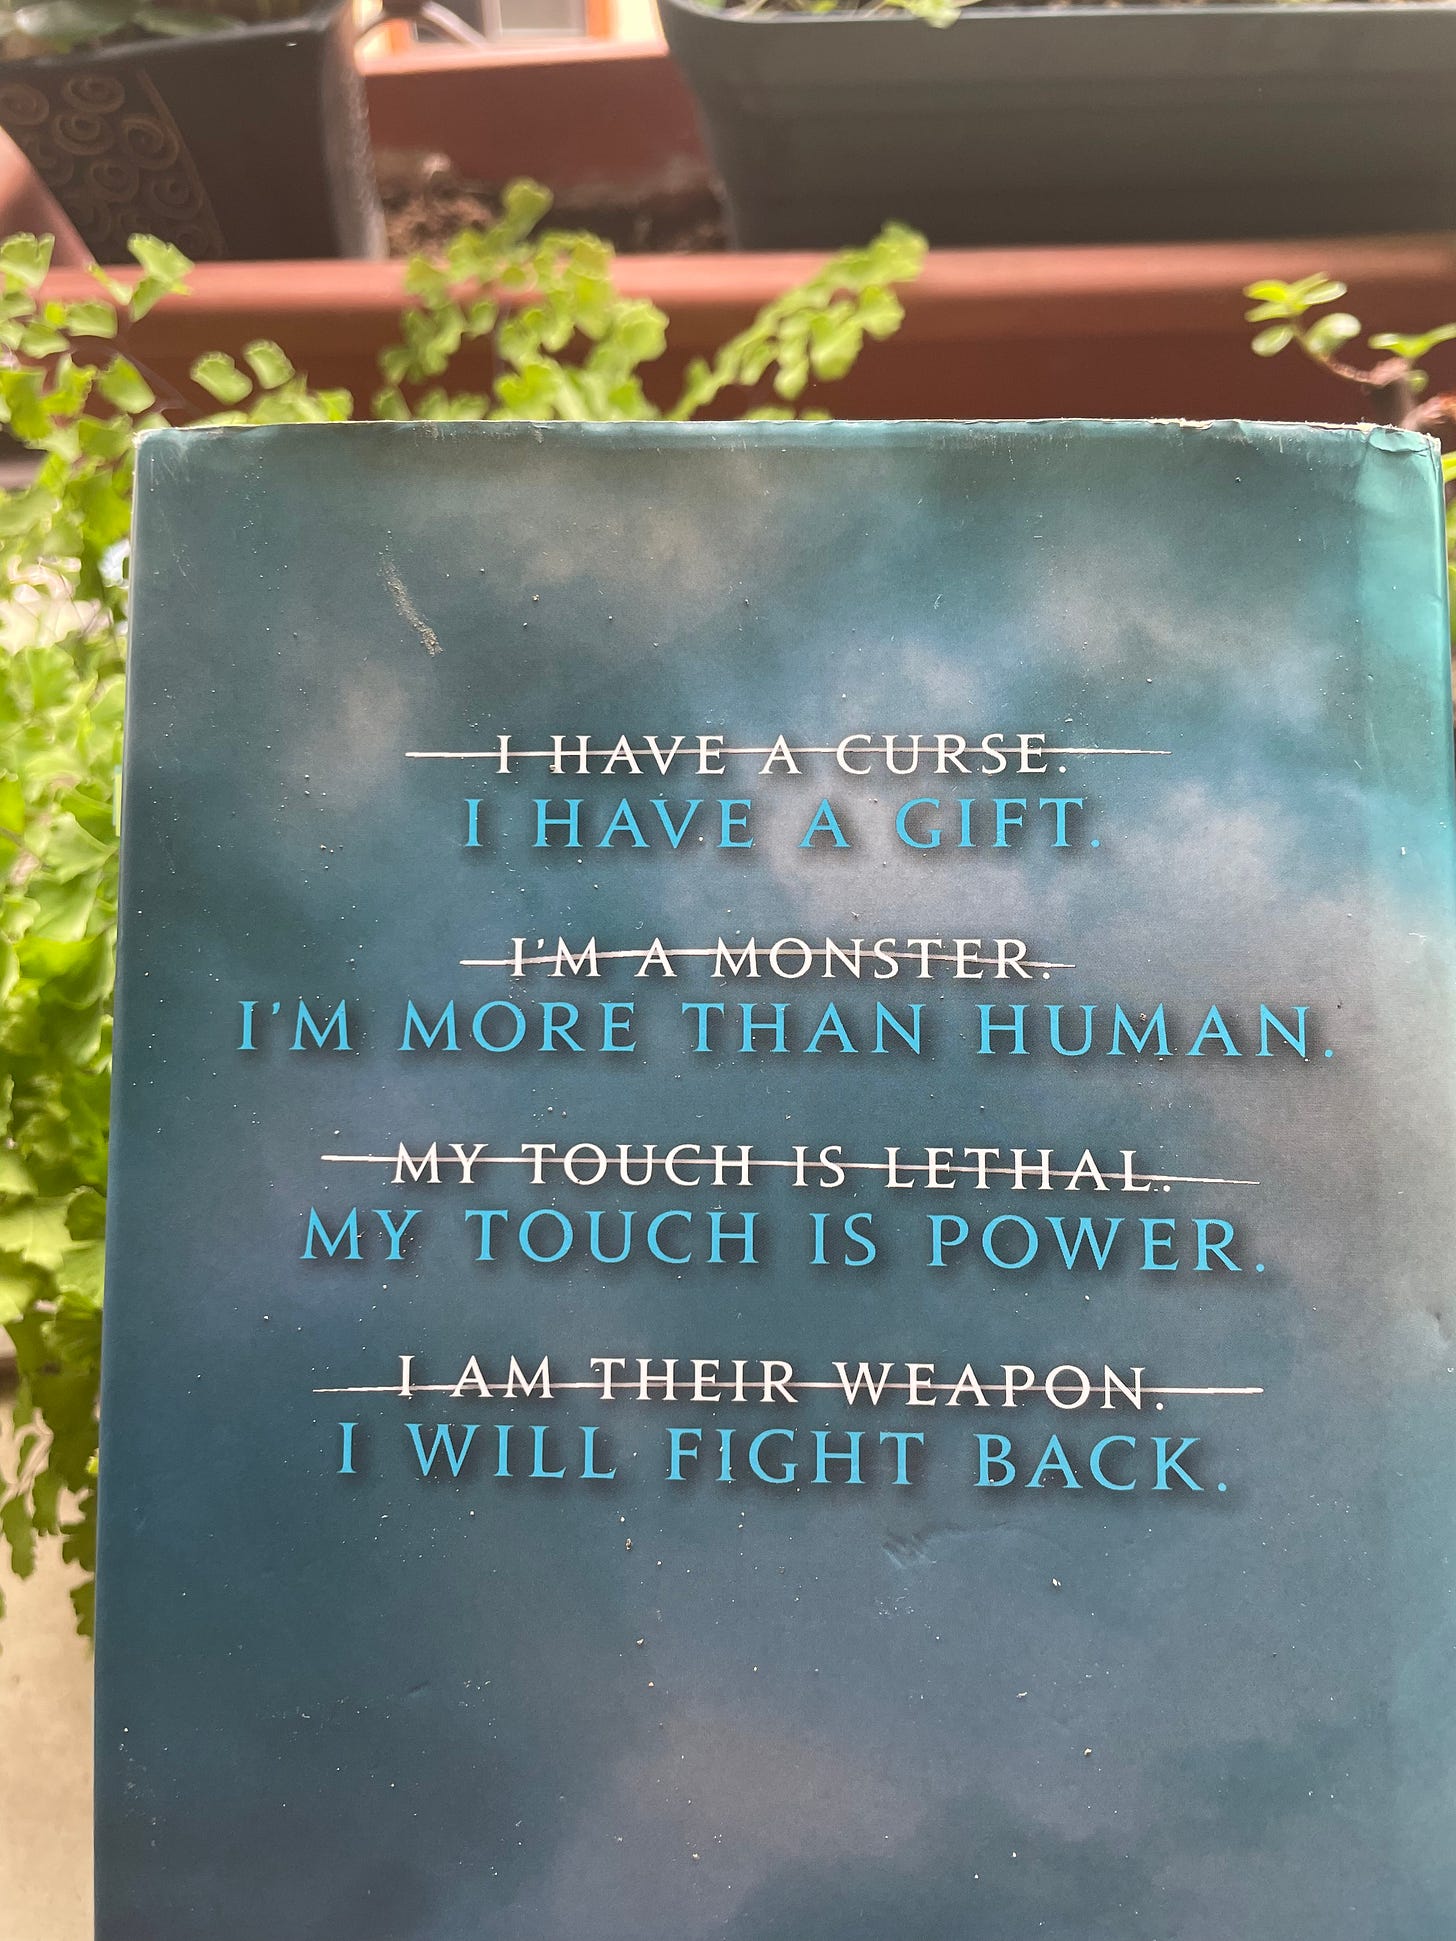 I HAVE A CURSE.
I HAVE A GIFT.
I'M A MONSTER.
I'M MORE THAN HUMAN.
MY TOUCH IS LETHAL.
MY TOUCH IS POWER.
I AM THEIR WEAPON.
I WILL FIGHT BACK.